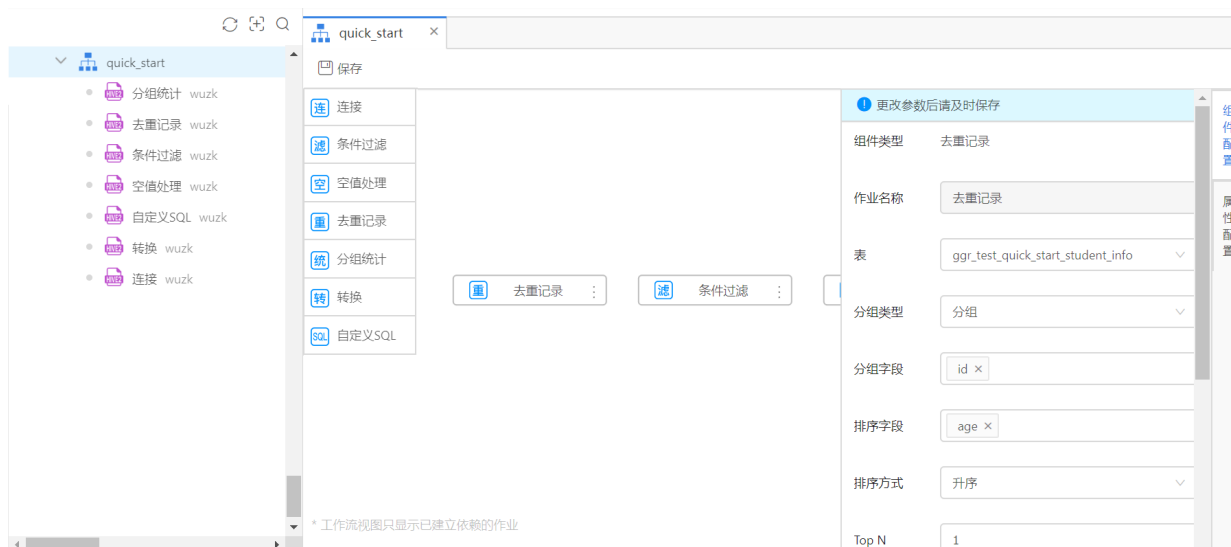 quick_start ×
保存
quick_start
HIVE2 分组统计 wuzk
HIVE2 去重记录 wuzk
HIVE2 条件过滤 wuzk
HIVE2 空值处理 wuzk
HIVE2 自定义SQL wuzk
HIVE2 转换 wuzk
HIVE2 连接 wuzk
连 连接
滤 条件过滤
空 空值处理
重 去重记录
统 分组统计
转 转换
SQL 自定义SQL
重 去重记录
滤 条件过滤
* 工作流视图只显示已建立依赖的作业
更改参数后请及时保存
组件类型 去重记录
作业名称 去重记录
表 ggr_test_quick_start_student_info
分组类型 分组
分组字段 id ×
排序字段 age ×
排序方式 升序
Top N 1
组件配置
属性配置